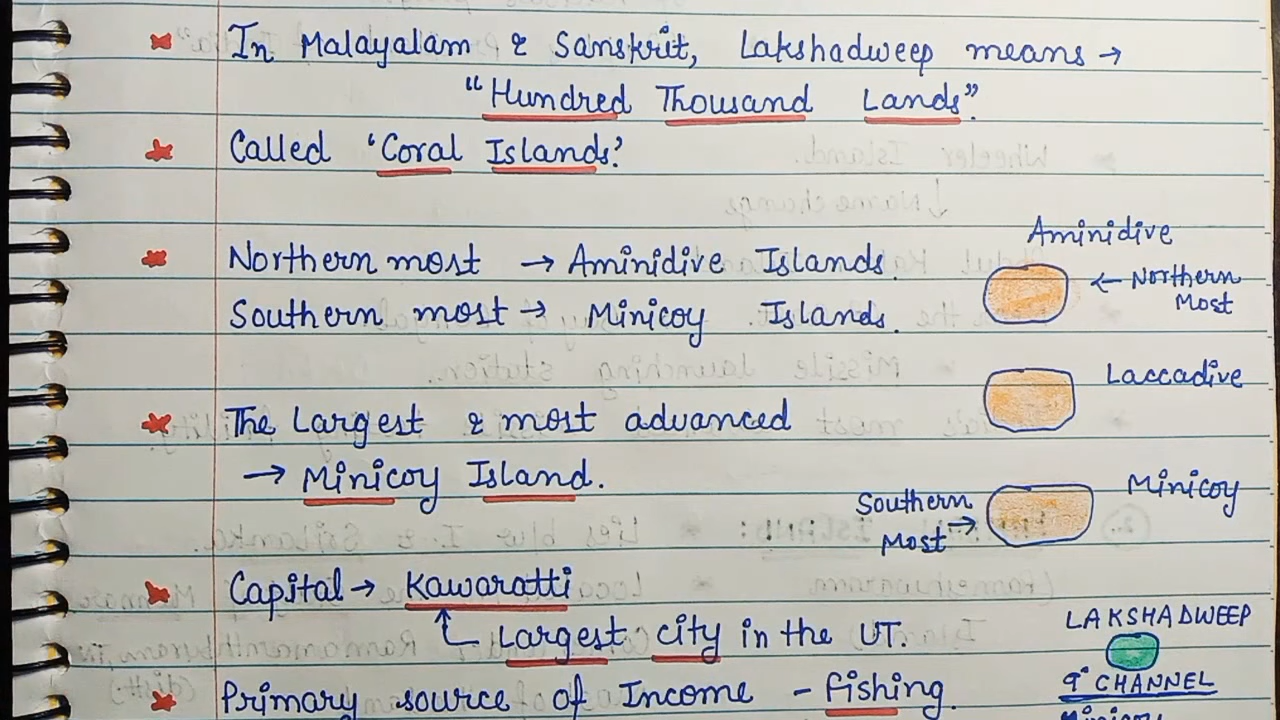 In Malayalam & Sanskrit, Lakshadweep means →
"Hundred Thousand Lands".
Called 'Coral Islands'.
Northern most → Aminidive Islands.
Southern most → Minicoy Islands.
Aminidive
← Northern
Most
Laccadive
The Largest & most advanced
→ Minicoy Island.
Minicoy
Southern
Most →
Capital → Kawaratti
Largest city in the UT.
Primary source of Income - fishing.
LAKSHADWEEP
9° CHANNEL
Minicoy